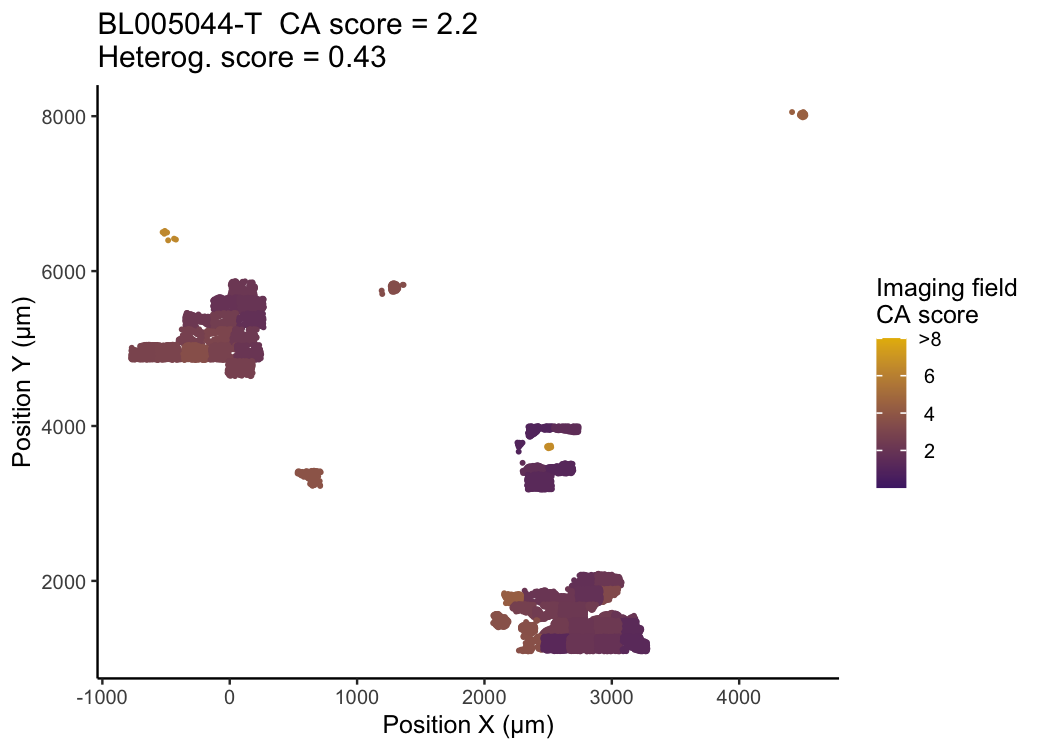 BL005044-T  CA score = 2.2
Heterog. score = 0.43
8000
6000
4000
2000
Position Y (µm)
-1000
0
1000
2000
3000
4000
Position X (µm)
Imaging field
CA score
>8
6
4
2